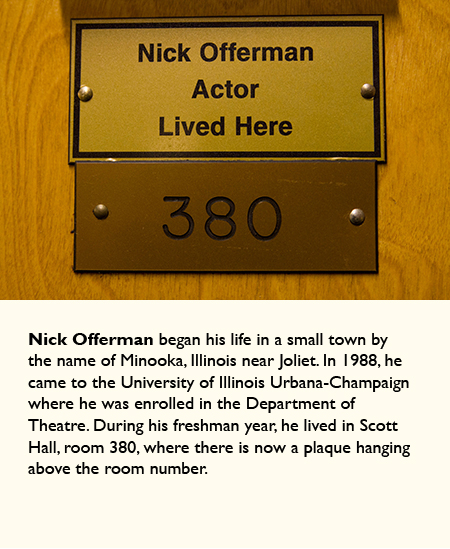 Nick Offerman
Actor
Lived Here
380
Nick Offerman began his life in a small town by
the name of Minooka, Illinois near Joliet. In 1988, he
came to the University of Illinois Urbana-Champaign
where he was enrolled in the Department of
Theatre. During his freshman year, he lived in Scott
Hall, room 380, where there is now a plaque hanging
above the room number.